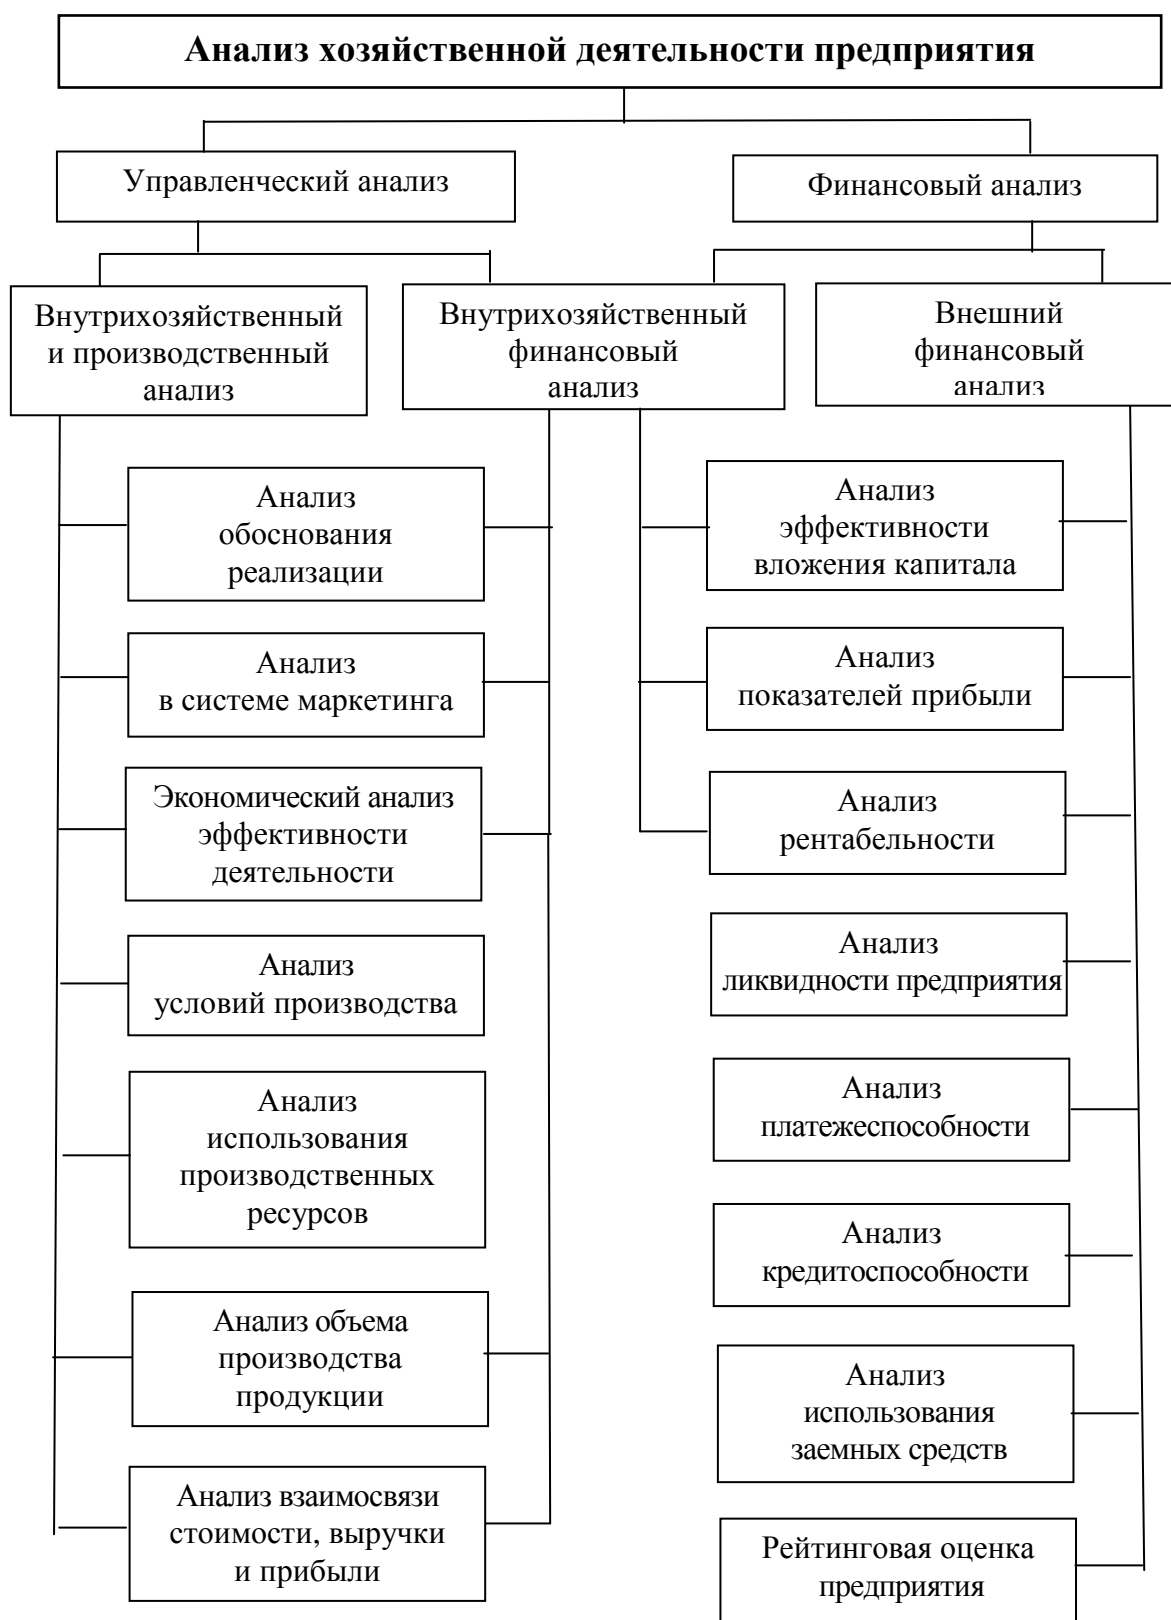 Анализ хозяйственной деятельности предприятия
Управленческий анализ
Финансовый анализ
Внутрихозяйственный
и производственный
анализ
Внутрихозяйственный
финансовый
анализ
Внешний
финансовый
анализ
Анализ
обоснования
реализации
Анализ
эффективности
вложения капитала
Анализ
в системе маркетинга
Анализ
показателей прибыли
Экономический анализ
эффективности
деятельности
Анализ
рентабельности
Анализ
условий производства
Анализ
ликвидности предприятия
Анализ
использования
производственных
ресурсов
Анализ
платежеспособности
Анализ
кредитоспособности
Анализ объема
производства
продукции
Анализ
использования
заемных средств
Анализ взаимосвязи
стоимости, выручки
и прибыли
Рейтинговая оценка
предприятия